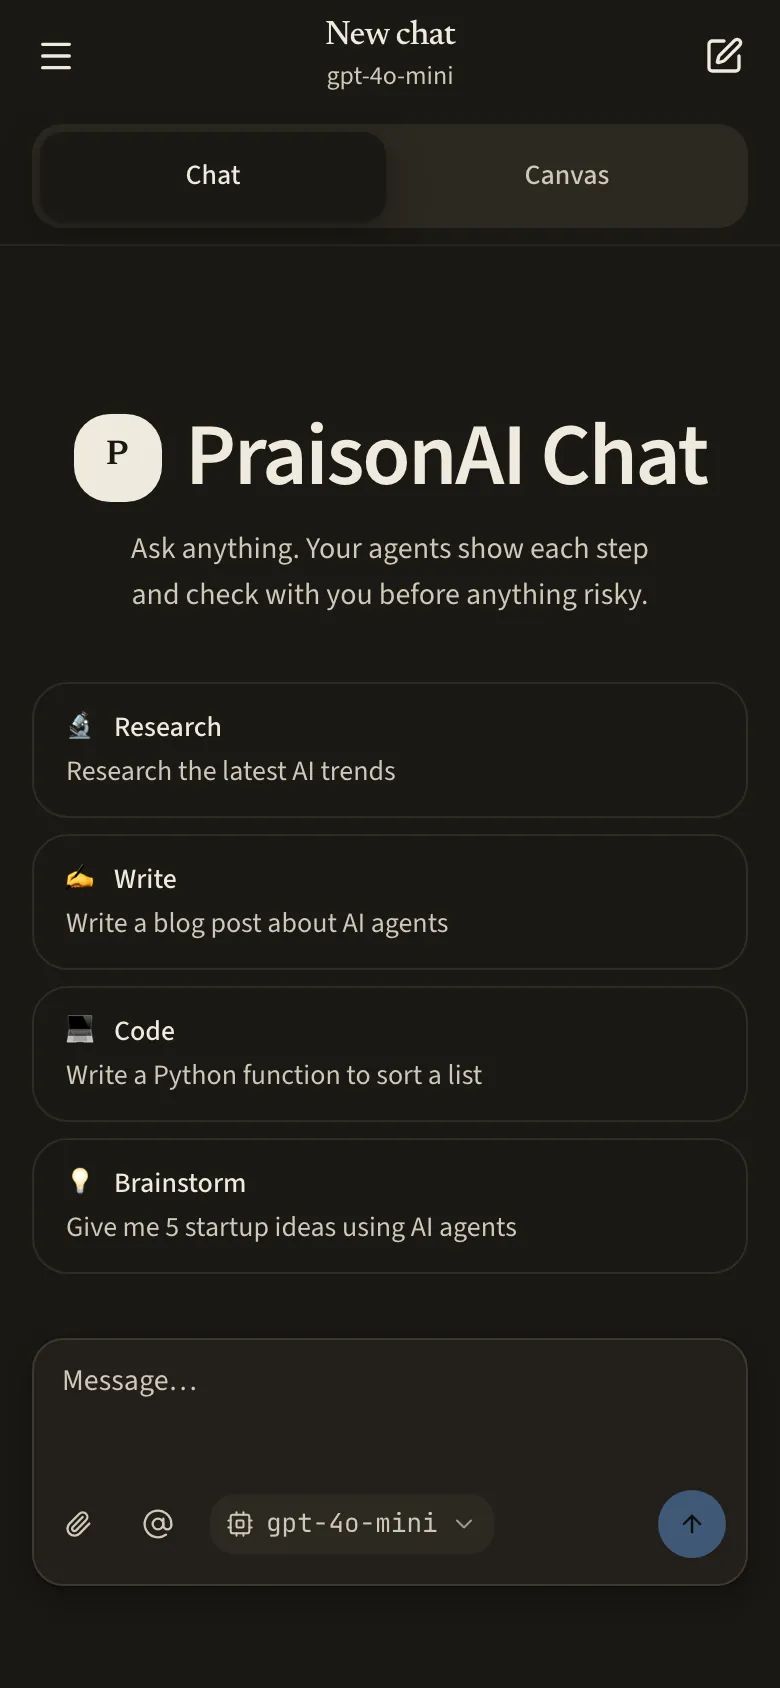 New chat
gpt-4o-mini
Chat
Canvas
P
PraisonAI Chat
Ask anything. Your agents show each step
and check with you before anything risky.
Research
Research the latest AI trends
Write
Write a blog post about AI agents
Code
Write a Python function to sort a list
Brainstorm
Give me 5 startup ideas using AI agents
Message…
@ gpt-4o-mini